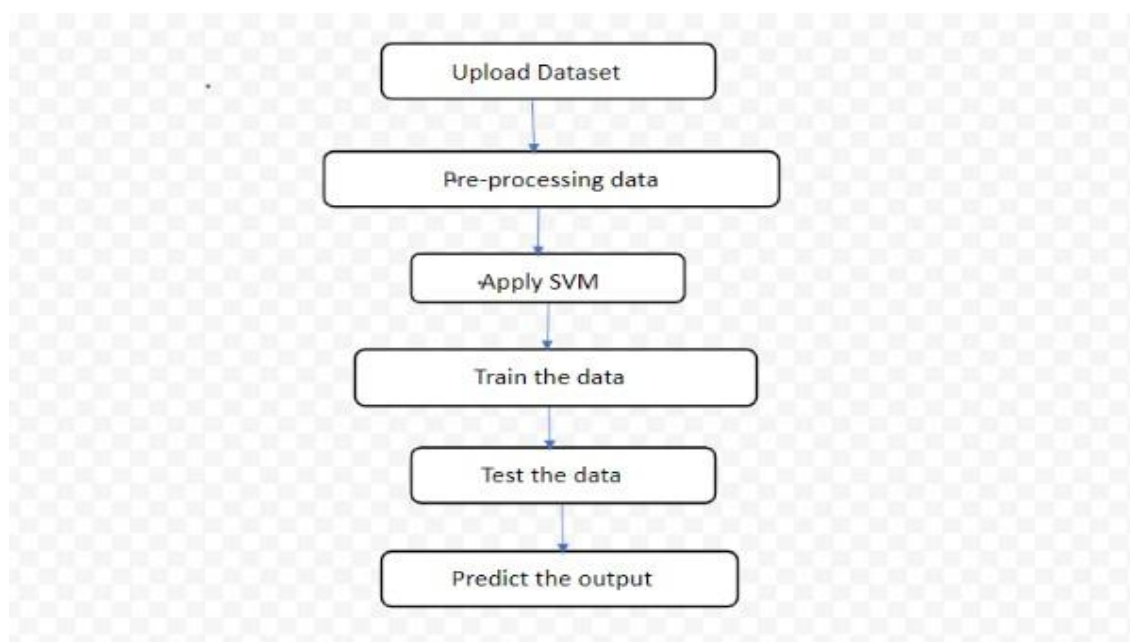 Upload Dataset
Pre-processing data
Apply SVM
Train the data
Test the data
Predict the output